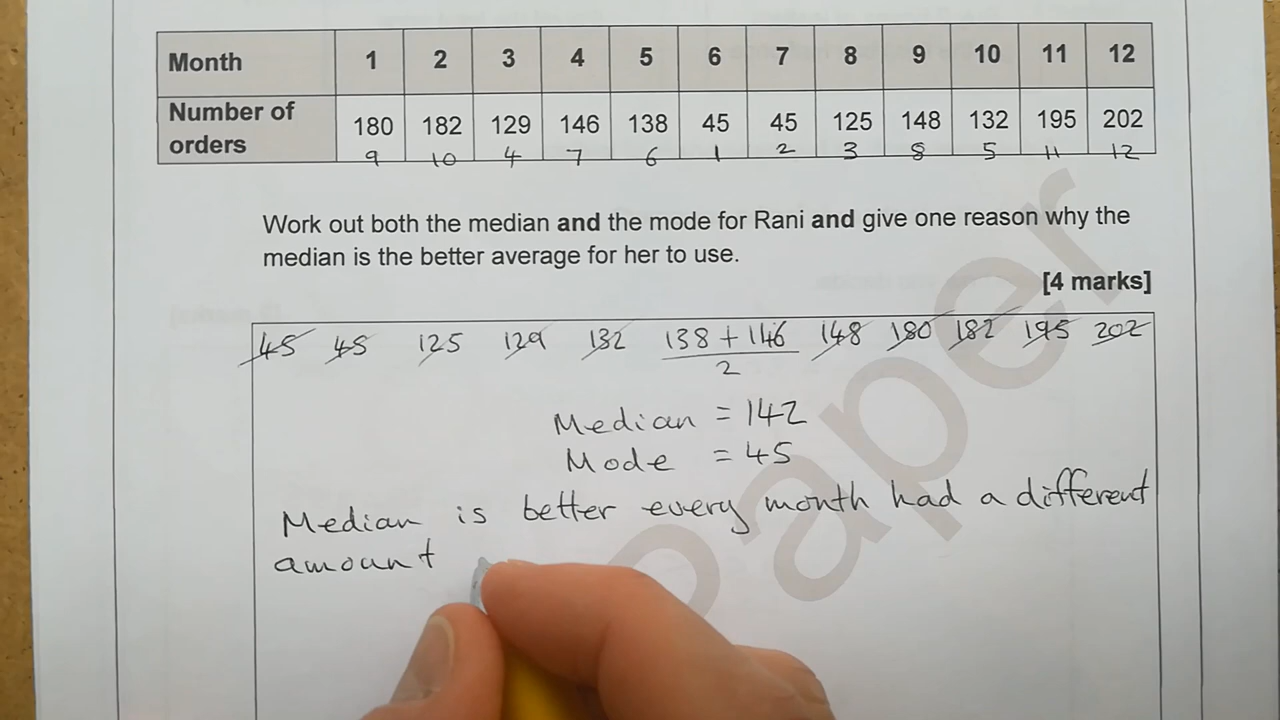 Month 1 2 3 4 5 6 7 8 9 10 11 12
Number of orders 180 182 129 146 138 45 45 125 148 132 195 202
9 10 4 7 6 1 2 3 8 5 11 12
Work out both the median and the mode for Rani and give one reason why the
median is the better average for her to use.
[4 marks]
45 45 125 129 132 138 + 146 148 180 182 195 202
2
Median = 142
Mode = 45
Median is better every month had a different
amount
Paper